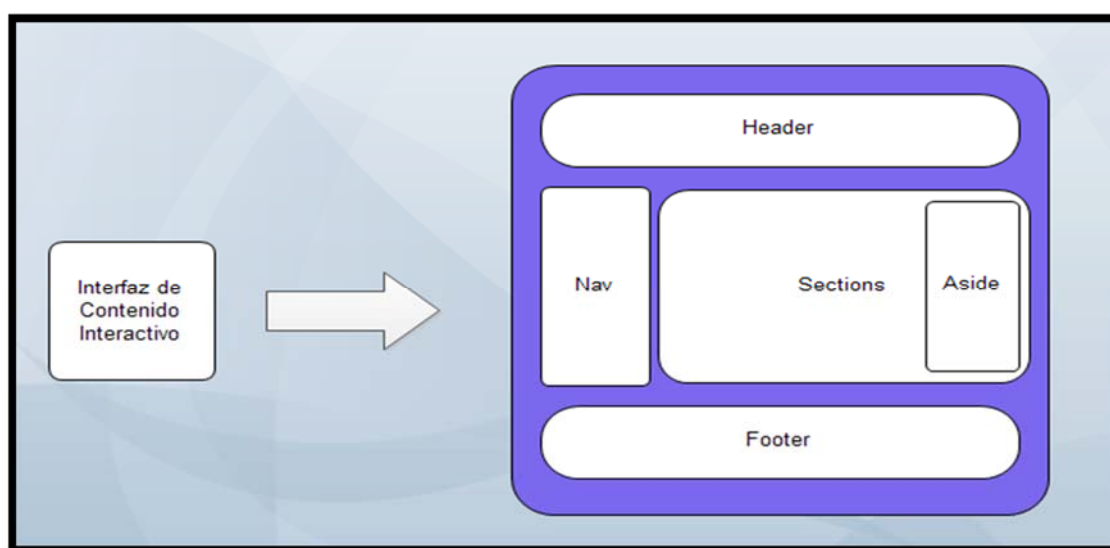 Interfaz de
Contenido
Interactivo
Header
Nav
Sections
Aside
Footer